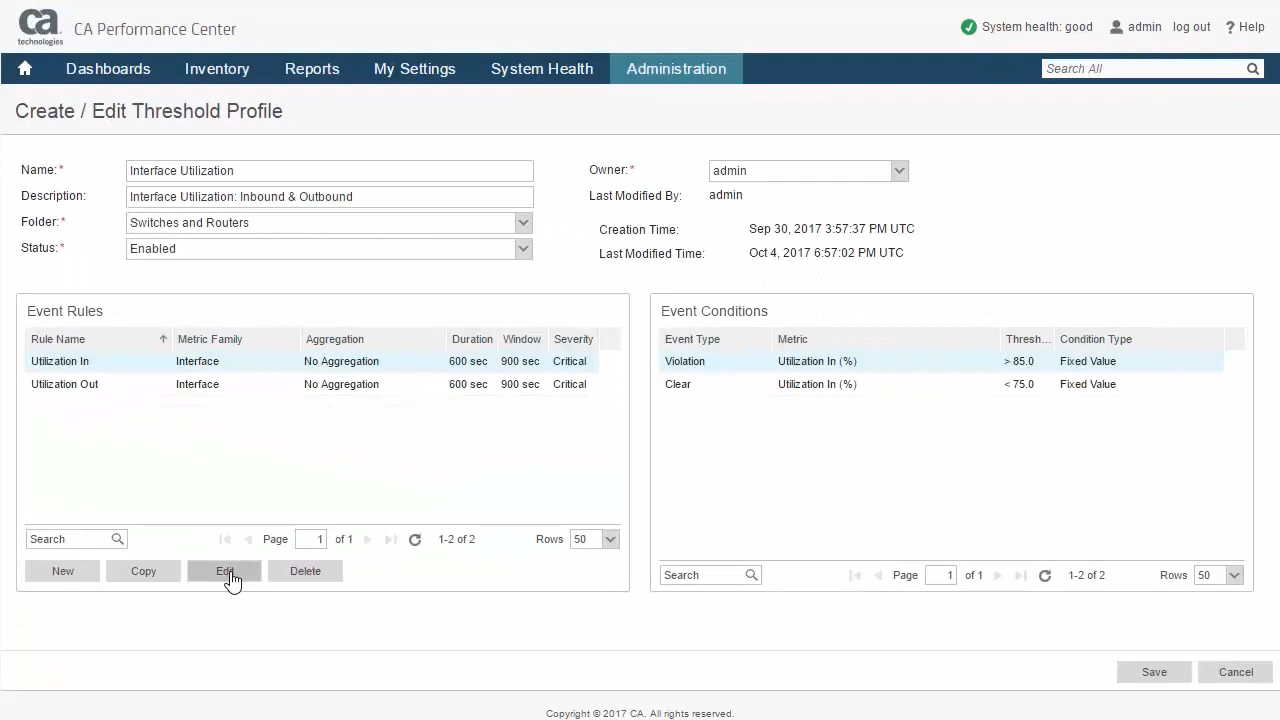 ca
technologies
CA Performance Center
System health: good
admin
log out
? Help
Dashboards
Inventory
Reports
My Settings
System Health
Administration
Search All
Create / Edit Threshold Profile
Name:*
Interface Utilization
Description:
Interface Utilization: Inbound & Outbound
Folder:*
Switches and Routers
Status:*
Enabled
Owner:*
admin
Last Modified By:
admin
Creation Time:
Sep 30, 2017 3:57:37 PM UTC
Last Modified Time:
Oct 4, 2017 6:57:02 PM UTC
Event Rules
Rule Name Metric Family Aggregation Duration Window Severity
Utilization In Interface No Aggregation 600 sec 900 sec Critical
Utilization Out Interface No Aggregation 600 sec 900 sec Critical
Search
Page 1 of 1
1-2 of 2
Rows 50
New
Copy
Edit
Delete
Event Conditions
Event Type Metric Thresh... Condition Type
Violation Utilization In (%) > 85.0 Fixed Value
Clear Utilization In (%) < 75.0 Fixed Value
Search
Page 1 of 1
1-2 of 2
Rows 50
Save
Cancel
Copyright © 2017 CA. All rights reserved.